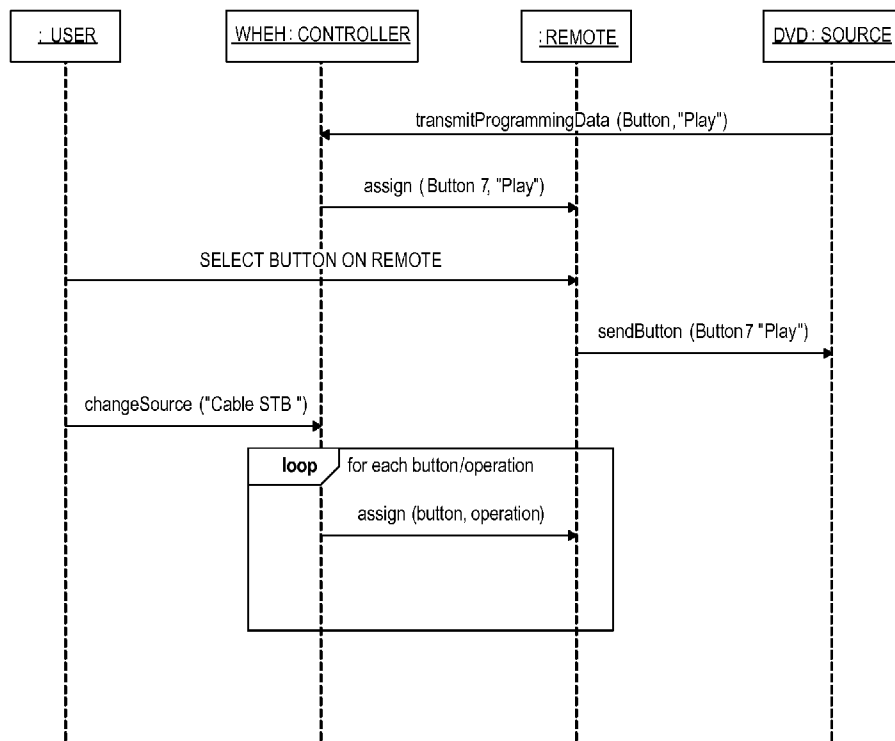 : USER
WHEH : CONTROLLER
: REMOTE
DVD : SOURCE
transmitProgrammingData (Button ,"Play")
assign ( Button 7, "Play")
SELECT BUTTON ON REMOTE
sendButton (Button7 "Play")
changeSource ("Cable STB ")
loop for each button/operation
assign (button, operation)